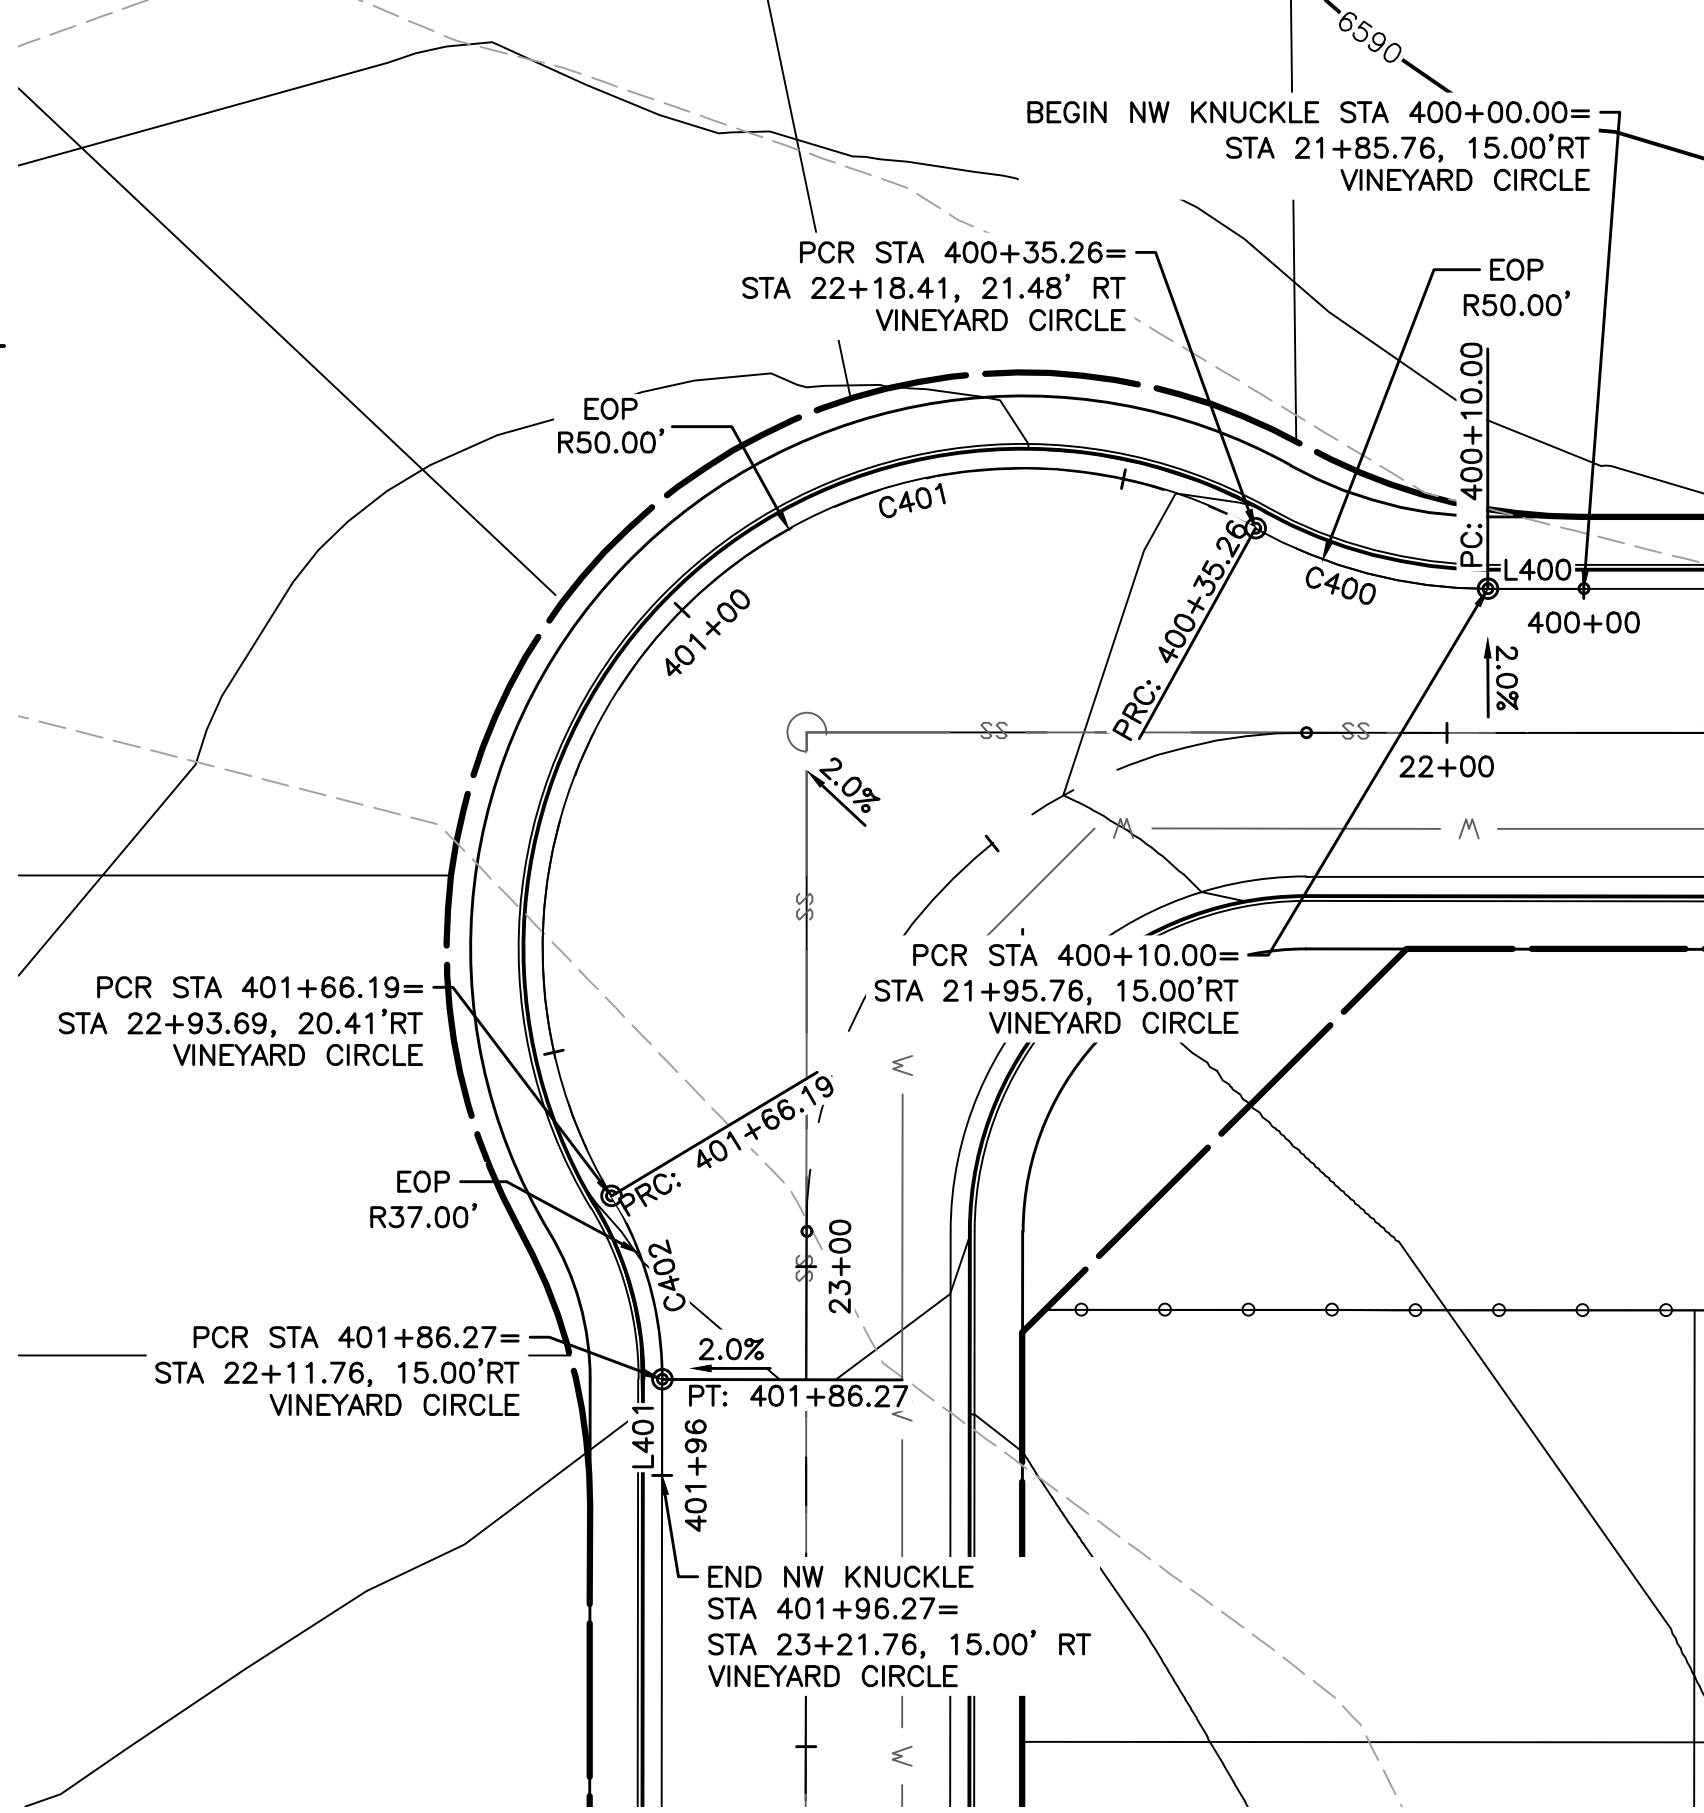 6590
BEGIN NW KNUCKLE STA 400+00.00=
STA 21+85.76, 15.00'RT
VINEYARD CIRCLE
PCR STA 400+35.26=
STA 22+18.41, 21.48' RT
VINEYARD CIRCLE
EOP
R50.00'
PC: 400+10.00
EOP
R50.00'
C401
PRC: 400+35.26
C400
L400
400+00
401+00
2.0%
SS
SS
22+00
2.0%
W
W
SS
PCR STA 400+10.00=
STA 21+95.76, 15.00'RT
VINEYARD CIRCLE
PCR STA 401+66.19=
STA 22+93.69, 20.41'RT
VINEYARD CIRCLE
W
PRC: 401+66.19
EOP
R37.00'
C402
SS
23+00
PCR STA 401+86.27=
STA 22+11.76, 15.00'RT
VINEYARD CIRCLE
2.0%
PT: 401+86.27
W
L401
401+96
END NW KNUCKLE
STA 401+96.27=
STA 23+21.76, 15.00' RT
VINEYARD CIRCLE
W